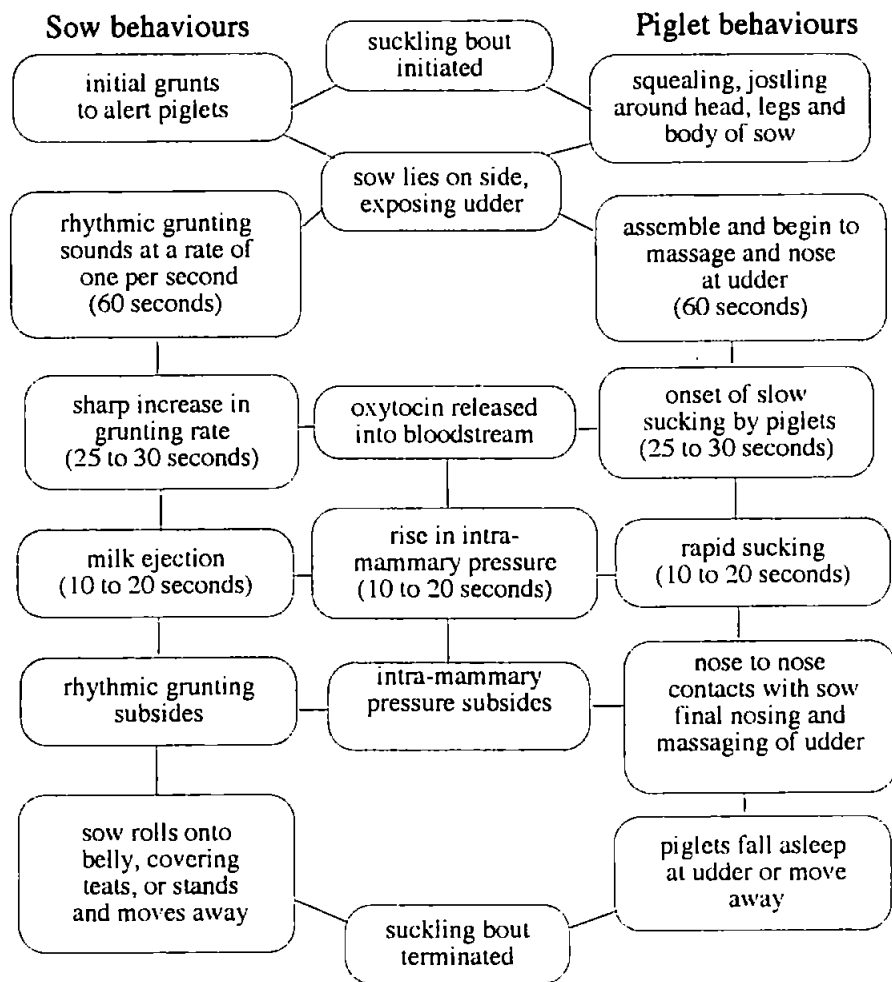 Sow behaviours
Piglet behaviours
suckling bout
initiated
initial grunts
to alert piglets
squealing, jostling
around head, legs and
body of sow
sow lies on side,
exposing udder
rhythmic grunting
sounds at a rate of
one per second
(60 seconds)
assemble and begin to
massage and nose
at udder
(60 seconds)
sharp increase in
grunting rate
(25 to 30 seconds)
oxytocin released
into bloodstream
onset of slow
sucking by piglets
(25 to 30 seconds)
milk ejection
(10 to 20 seconds)
rise in intra-
mammary pressure
(10 to 20 seconds)
rapid sucking
(10 to 20 seconds)
rhythmic grunting
subsides
intra-mammary
pressure subsides
nose to nose
contacts with sow
final nosing and
massaging of udder
sow rolls onto
belly, covering
teats, or stands
and moves away
piglets fall asleep
at udder or move
away
suckling bout
terminated